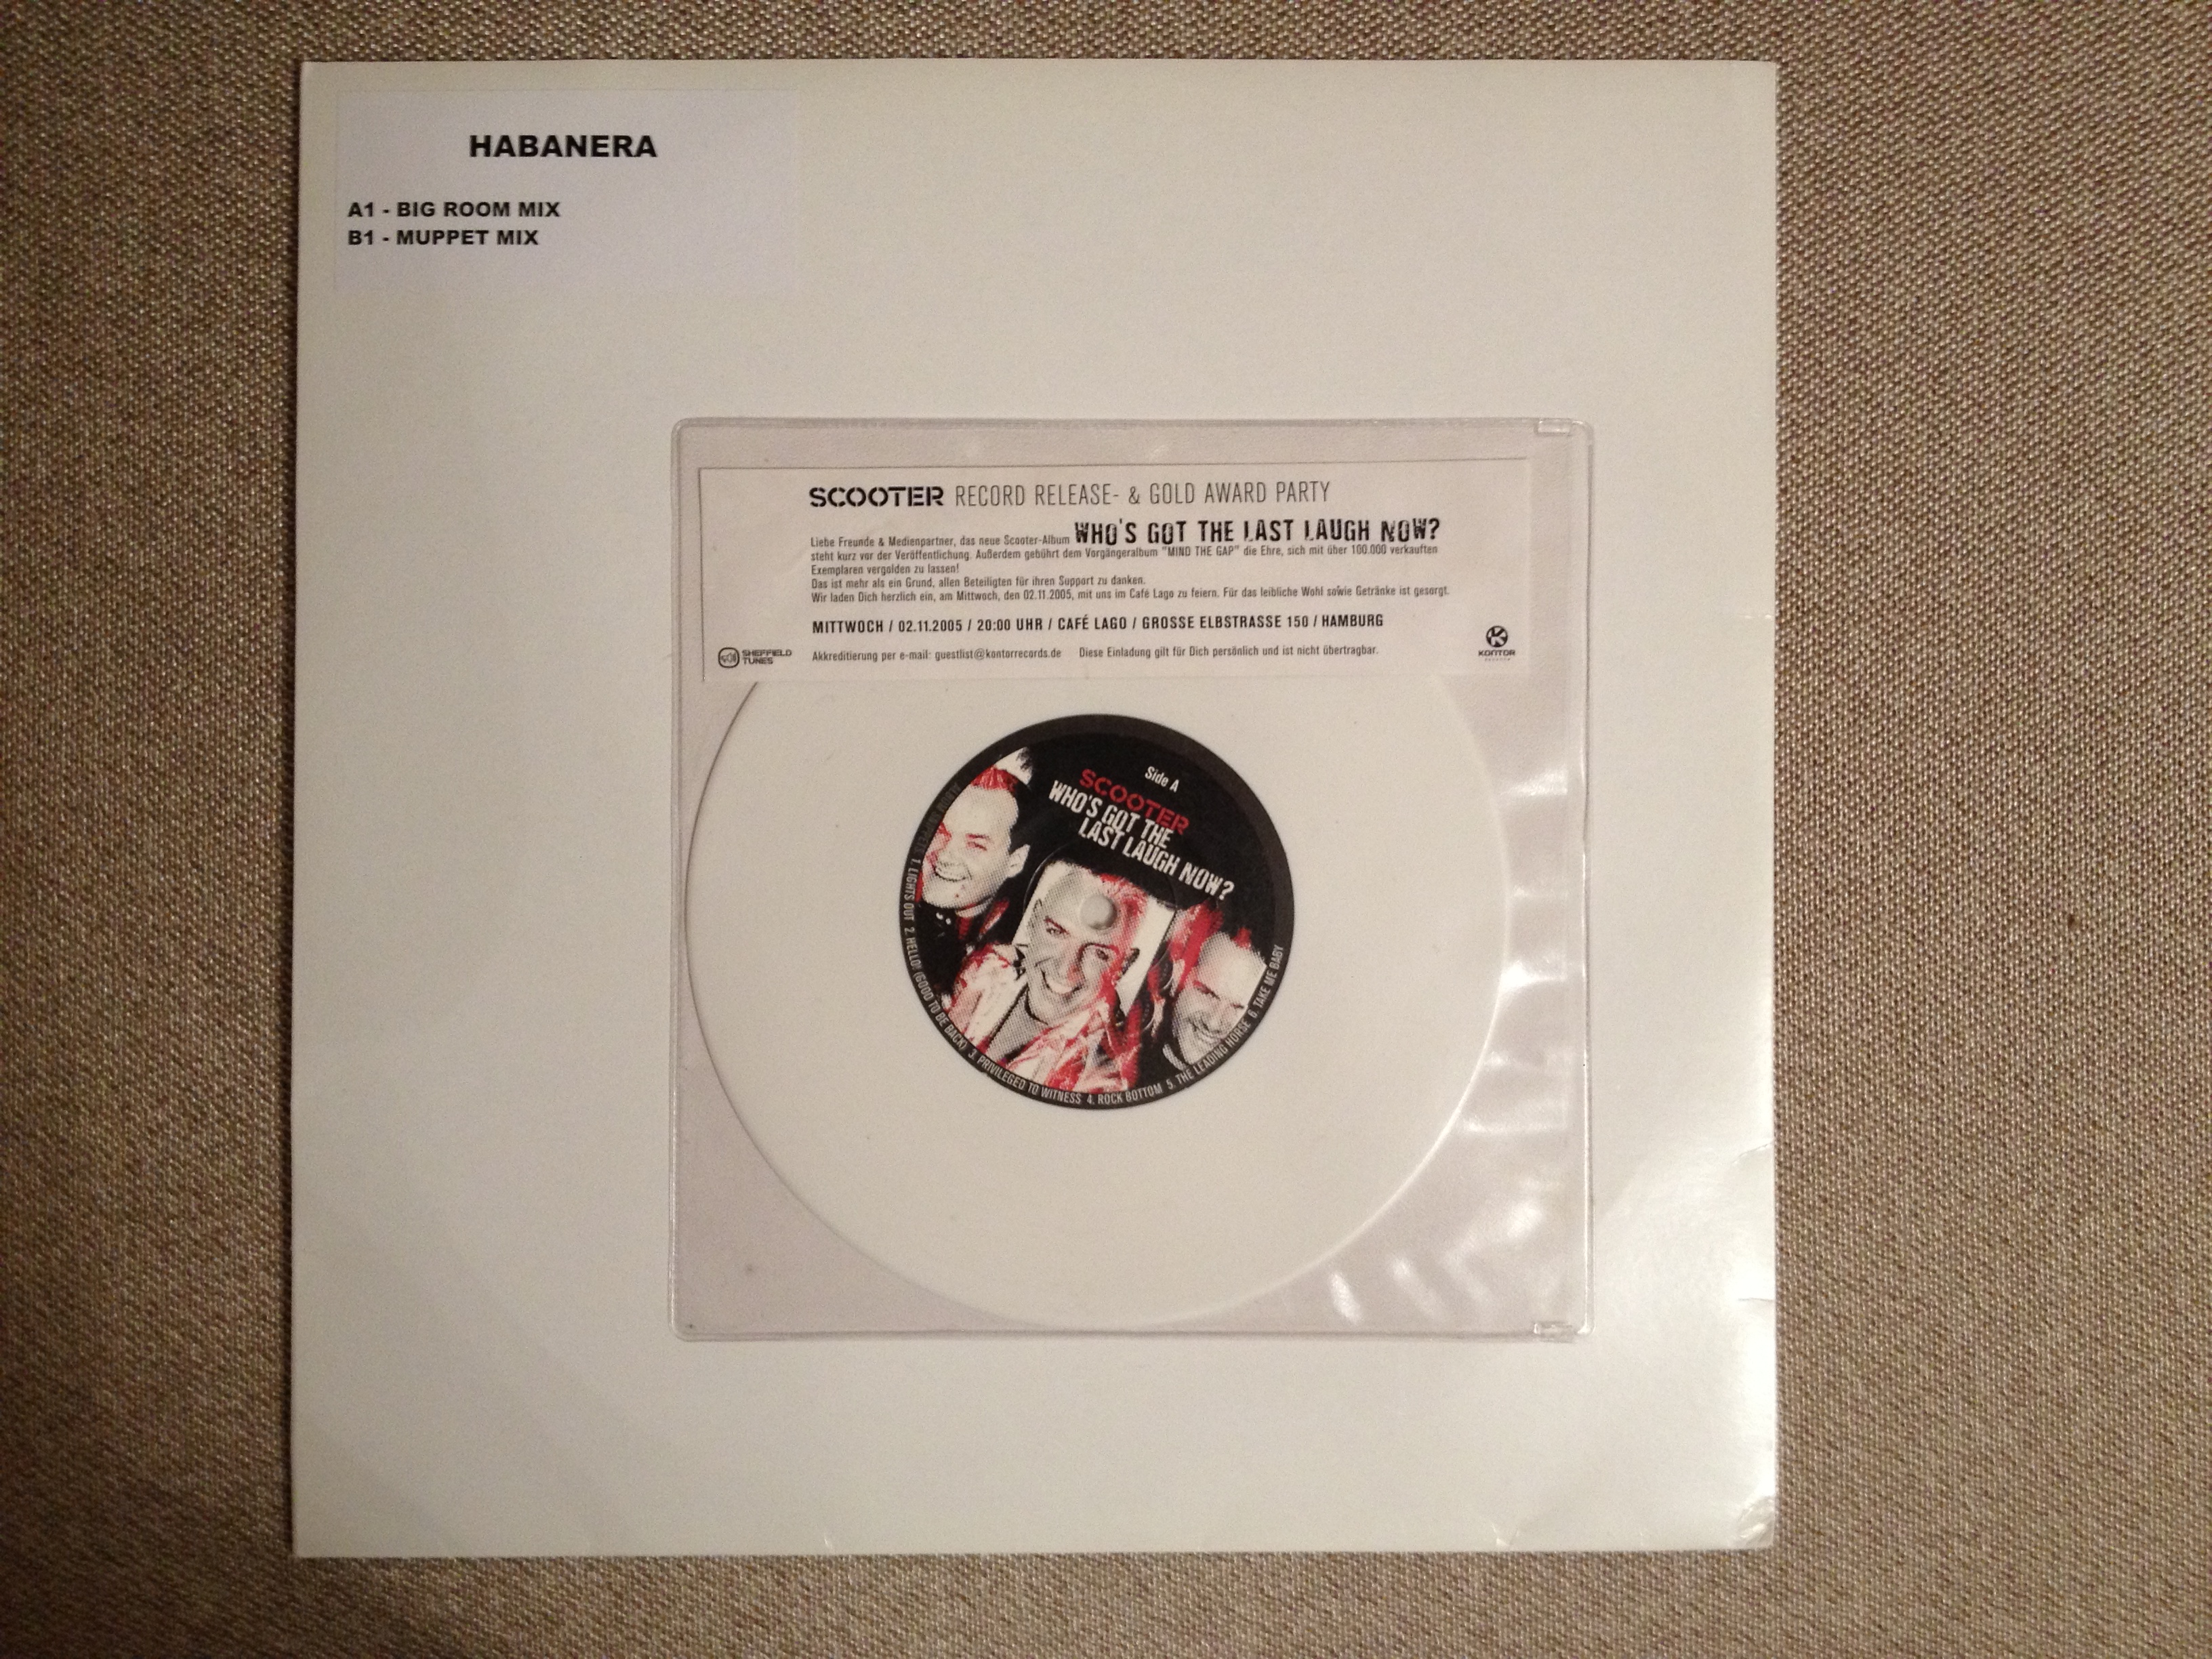 HABANERA
A1 - BIG ROOM MIX
B1 - MUPPET MIX
SCOOTER RECORD RELEASE- & GOLD AWARD PARTY
Liebe Freunde & Medienpartner, das neue Scooter-Album WHO'S GOT THE LAST LAUGH NOW?
steht kurz vor der Veröffentlichung. Außerdem gebührt dem Vorgängeralbum "MIND THE GAP" die Ehre, sich mit über 100.000 verkauften
Exemplaren vergolden zu lassen!
Das ist mehr als ein Grund, allen Beteiligten für ihren Support zu danken.
Wir laden Dich herzlich ein, am Mittwoch, den 02.11.2005, mit uns im Café Lago zu feiern. Für das leibliche Wohl sowie Getränke ist gesorgt.
MITTWOCH / 02.11.2005 / 20:00 UHR / CAFÉ LAGO / GROSSE ELBSTRASSE 150 / HAMBURG
SHEFFIELD
TUNES
Akkreditierung per e-mail: guestlist@kontorrecords.de Diese Einladung gilt für Dich persönlich und ist nicht übertragbar.
KONTOR
Side A
SCOOTER
WHO'S GOT THE
LAST LAUGH NOW?
1. LIGHTS OUT 2. HELLO! (GOOD TO BE BACK) 3. PRIVILEGED TO WITNESS 4. ROCK BOTTOM 5. THE LEADING HORSE 6. TAKE ME BABY